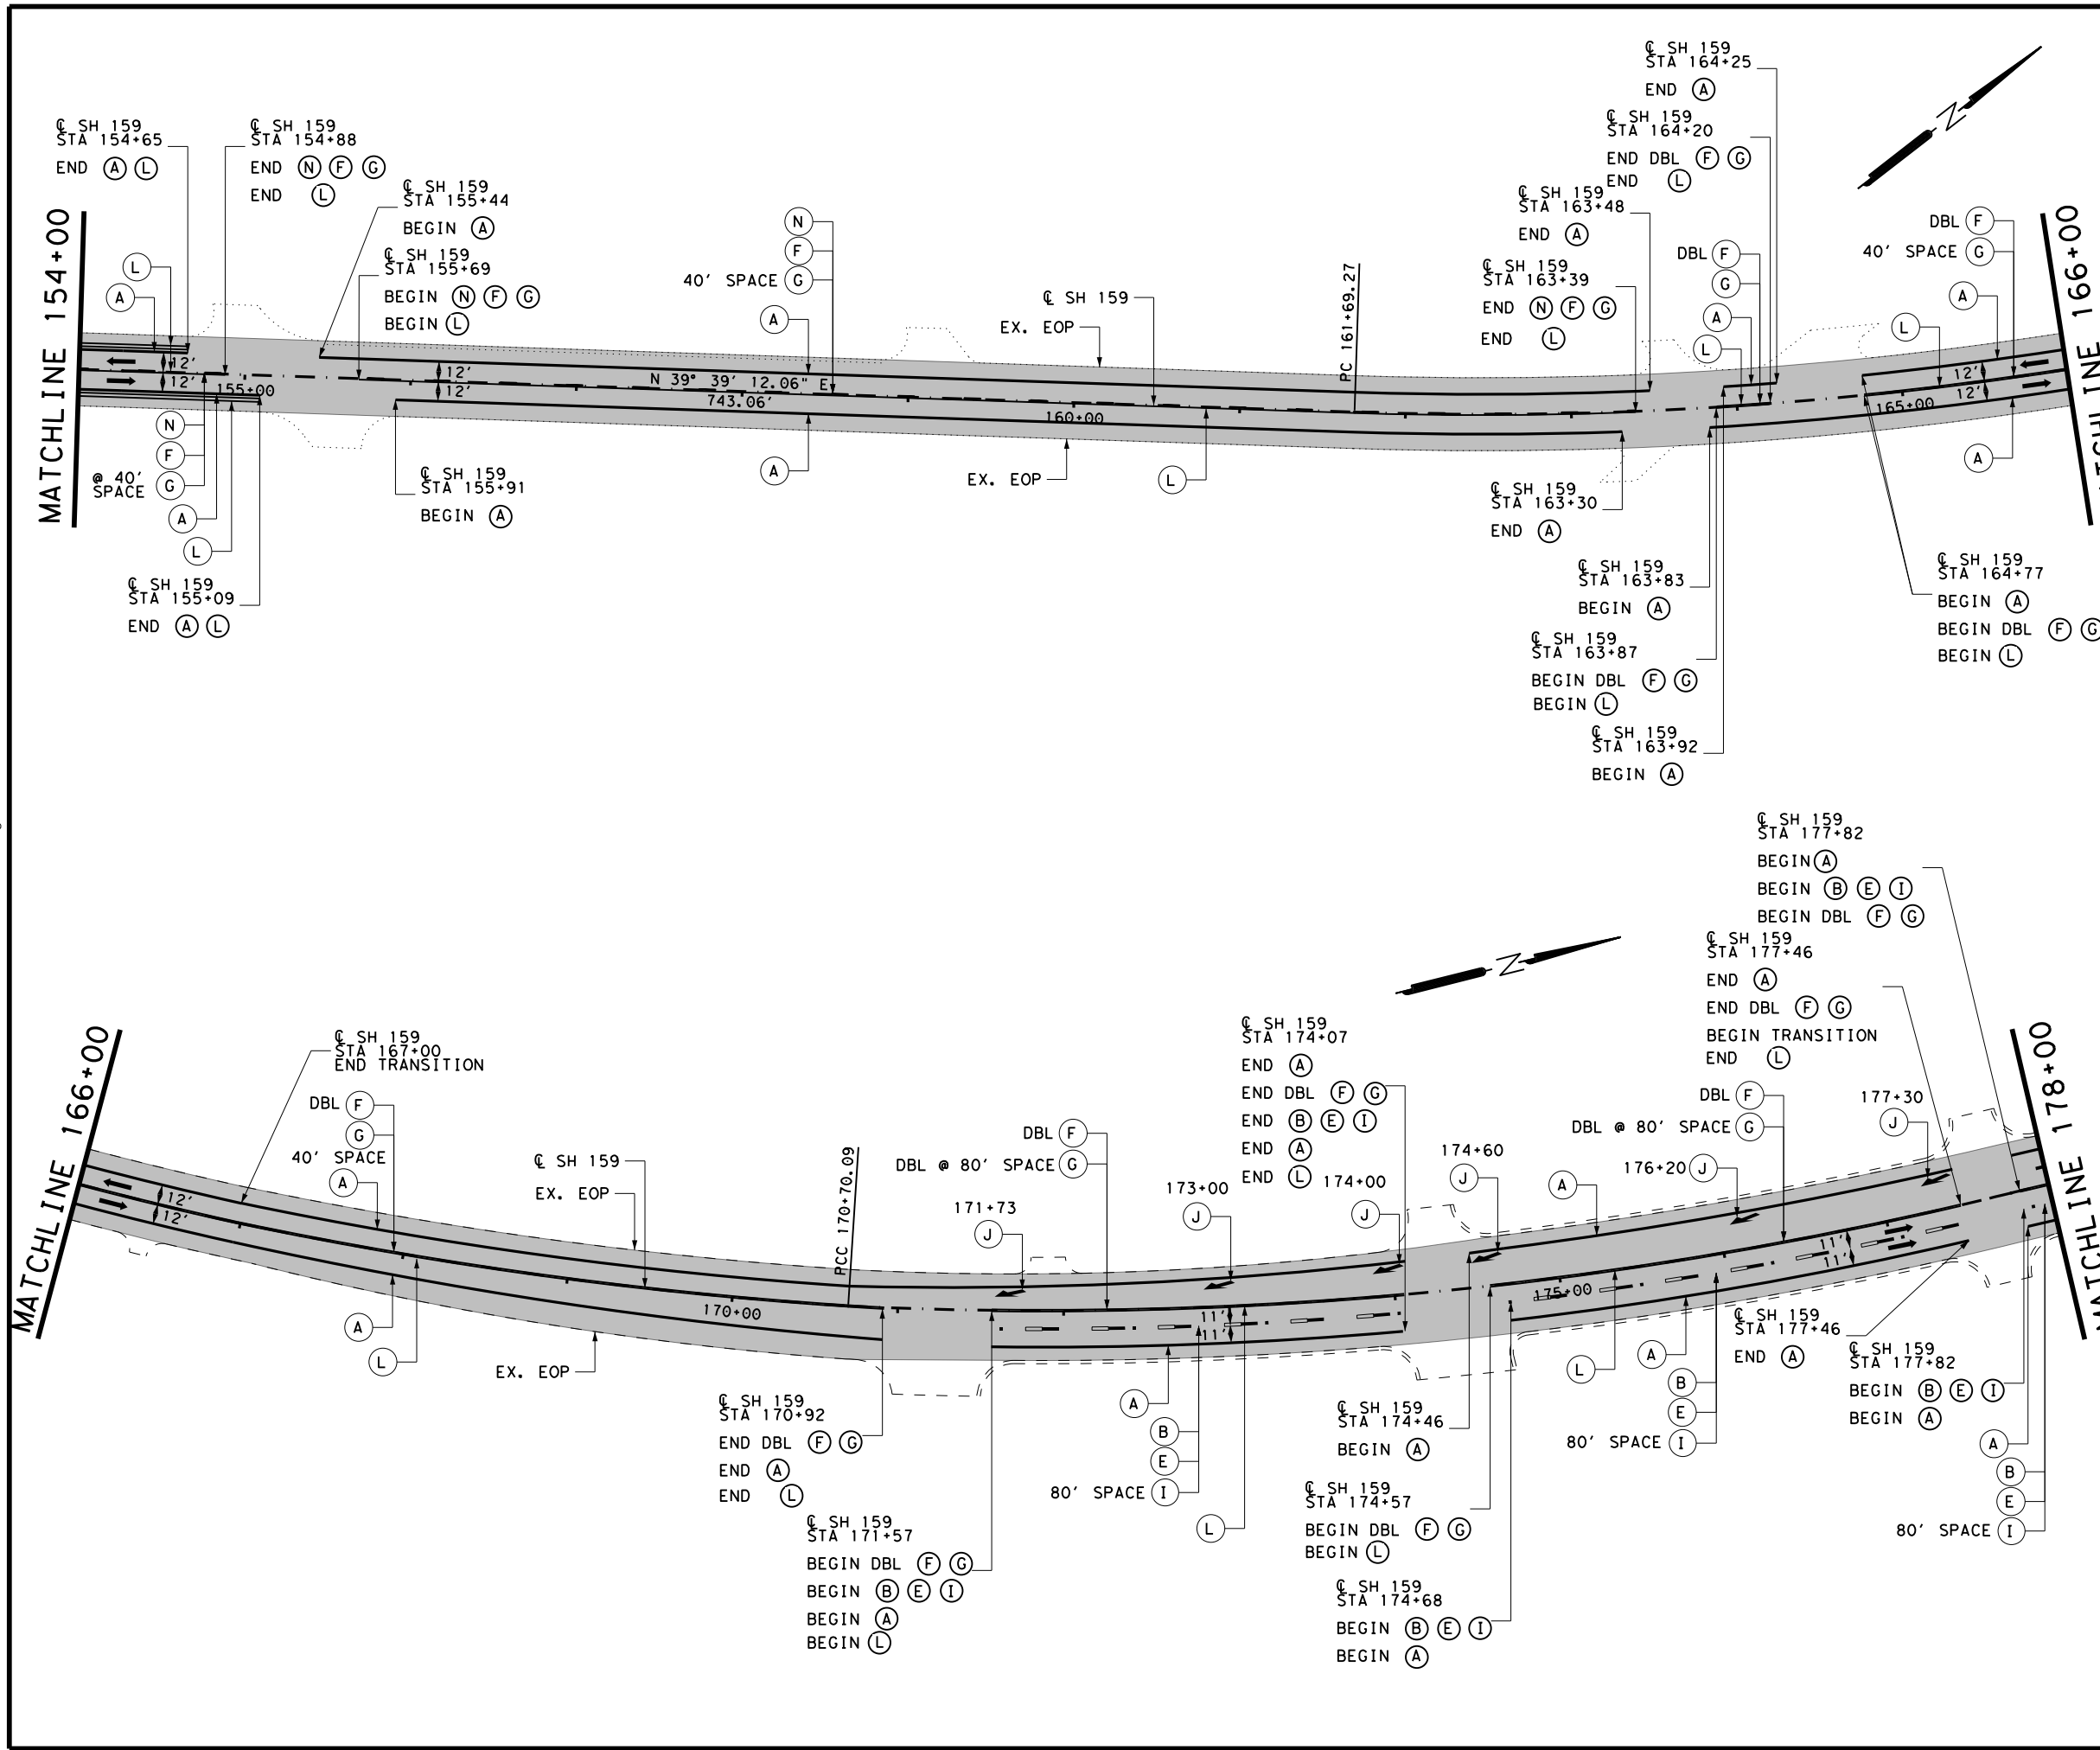 ℄ SH 159
STA 154+65
END A L
℄ SH 159
STA 154+88
END N F G
END L
℄ SH 159
STA 155+44
BEGIN A
℄ SH 159
STA 155+69
BEGIN N F G
BEGIN L
MATCHLINE 154+00
L
A
12'
12'
155+00
N
F
@ 40'
SPACE
G
A
L
℄ SH 159
STA 155+09
END A L
12'
12'
℄ SH 159
STA 155+91
BEGIN A
N
F
40' SPACE G
A
N 39° 39' 12.06" E
743.06'
A
℄ SH 159
EX. EOP
160+00
EX. EOP
L
PC 161+69.27
℄ SH 159
STA 164+25
END A
℄ SH 159
STA 164+20
END DBL F G
END L
℄ SH 159
STA 163+48
END A
℄ SH 159
STA 163+39
END N F G
END L
DBL F
G
A
L
N
DBL F
40' SPACE G
A
L
12'
12'
165+00
A
MATCHLINE 166+00
℄ SH 159
STA 163+30
END A
℄ SH 159
STA 163+83
BEGIN A
℄ SH 159
STA 163+87
BEGIN DBL F G
BEGIN L
℄ SH 159
STA 163+92
BEGIN A
℄ SH 159
STA 164+77
BEGIN A
BEGIN DBL F G
BEGIN L
℄ SH 159
STA 177+82
BEGIN A
BEGIN B E I
BEGIN DBL F G
℄ SH 159
STA 177+46
END A
END DBL F G
BEGIN TRANSITION
END L
N
MATCHLINE 166+00
℄ SH 159
STA 167+00
END TRANSITION
DBL F
G
40' SPACE
A
12'
12'
℄ SH 159
EX. EOP
A
L
EX. EOP
170+00
PCC 170+70.09
DBL F
DBL @ 80' SPACE G
171+73
J
173+00
J
℄ SH 159
STA 174+07
END A
END DBL F G
END B E I
END A
END L
174+00
J
174+60
J
A
176+20 J
DBL F
DBL @ 80' SPACE G
177+30
J
MATCHLINE 178+00
11'
11'
175+00
11'
11'
℄ SH 159
STA 170+92
END DBL F G
END A
END L
℄ SH 159
STA 171+57
BEGIN DBL F G
BEGIN B E I
BEGIN A
BEGIN L
A
B
E
80' SPACE I
L
℄ SH 159
STA 174+46
BEGIN A
℄ SH 159
STA 174+57
BEGIN DBL F G
BEGIN L
℄ SH 159
STA 174+68
BEGIN B E I
BEGIN A
L
A
B
E
80' SPACE I
℄ SH 159
STA 177+46
END A
℄ SH 159
STA 177+82
BEGIN B E I
BEGIN A
A
B
E
80' SPACE I